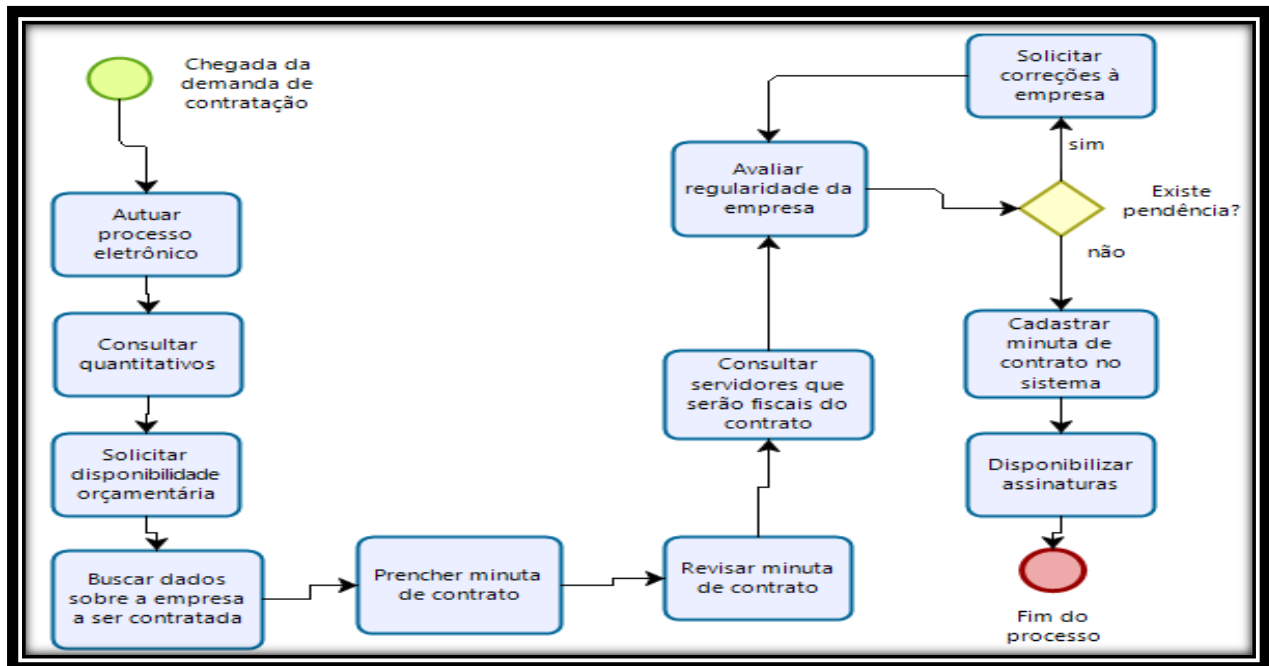 Chegada da
demanda de
contratação
Autuar
processo
eletrônico
Consultar
quantitativos
Solicitar
disponibilidade
orçamentária
Buscar dados
sobre a empresa
a ser contratada
Prencher minuta
de contrato
Revisar minuta
de contrato
Consultar
servidores que
serão fiscais do
contrato
Avaliar
regularidade da
empresa
Existe
pendência?
sim
Solicitar
correções à
empresa
não
Cadastrar
minuta de
contrato no
sistema
Disponibilizar
assinaturas
Fim do
processo